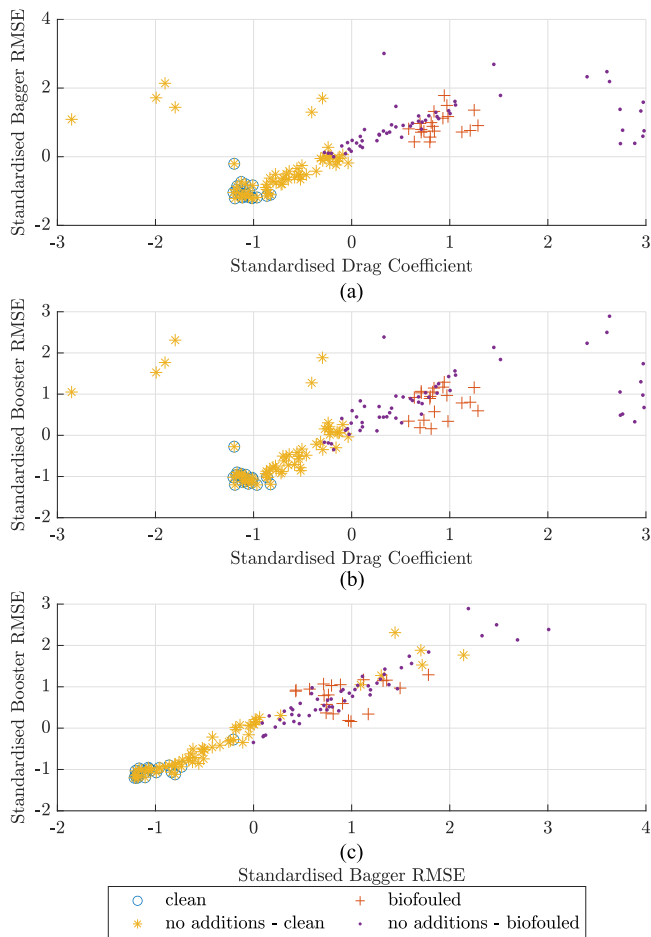 4
2
0
-2
-3
-2
-1
0
1
2
3
Standardised Bagger RMSE
Standardised Drag Coefficient
(a)
3
2
1
0
-1
-2
-3
-2
-1
0
1
2
3
Standardised Booster RMSE
Standardised Drag Coefficient
(b)
3
2
1
0
-1
-2
-2
-1
0
1
2
3
4
Standardised Booster RMSE
(c)
Standardised Bagger RMSE
clean
biofouled
no additions - clean
no additions - biofouled